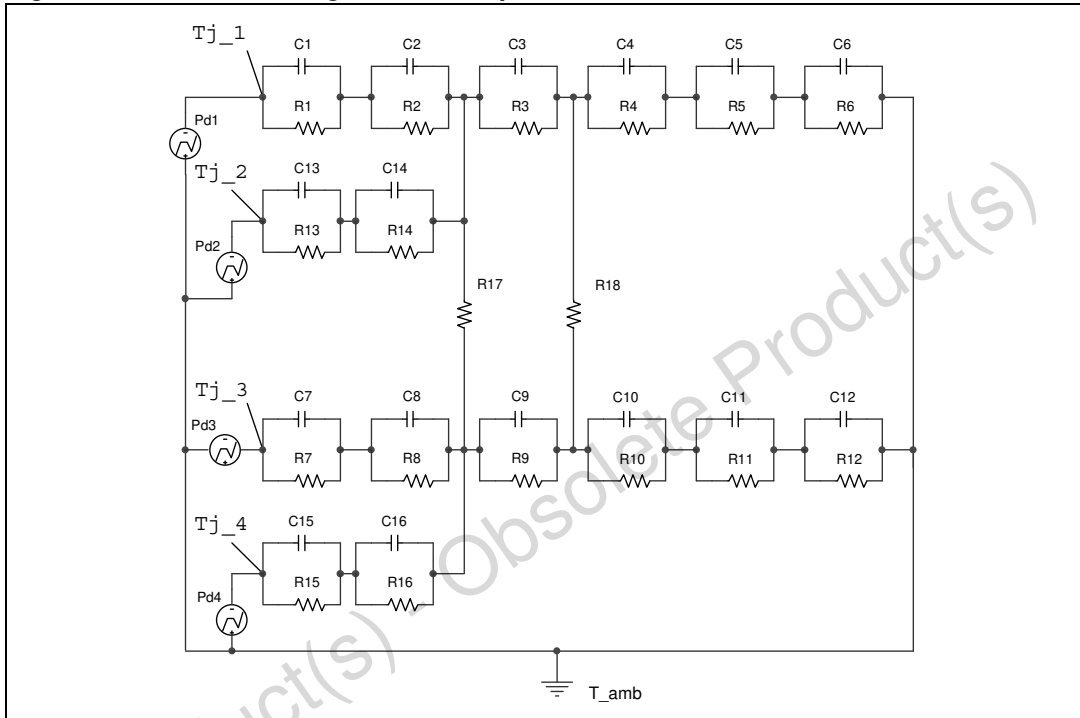 Tj_1
C1 C2 C3 C4 C5 C6
R1 R2 R3 R4 R5 R6
Pd1
Tj_2
C13 C14
R13 R14
Pd2
R17 R18
Tj_3
C7 C8 C9 C10 C11 C12
Pd3
R7 R8 R9 R10 R11 R12
Tj_4
C15 C16
R15 R16
Pd4
T_amb
uct(s) - Obsolete Product(s)